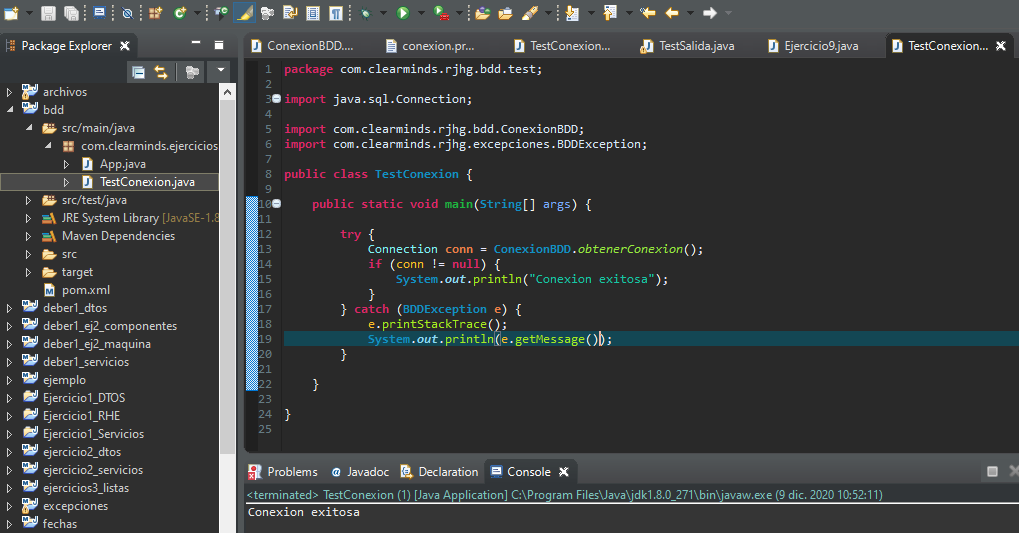 Package Explorer
archivos
bdd
src/main/java
com.clearminds.ejercicios
App.java
TestConexion.java
src/test/java
JRE System Library [JavaSE-1.8
Maven Dependencies
src
target
pom.xml
deber1_dtos
deber1_ej2_componentes
deber1_ej2_maquina
deber1_servicios
ejemplo
Ejercicio1_DTOS
Ejercicio1_RHE
Ejercicio1_Servicios
ejercicio2_dtos
ejercicio2_servicios
ejercicios3_listas
excepciones
fechas
ConexionBDD.... conexion.pr... TestConexion... TestSalida.java Ejercicio9.java TestConexion...
1 package com.clearminds.rjhg.bdd.test;
2
3 import java.sql.Connection;
4
5 import com.clearminds.rjhg.bdd.ConexionBDD;
6 import com.clearminds.rjhg.excepciones.BDDException;
7
8 public class TestConexion {
9
10 public static void main(String[] args) {
11
12 try {
13 Connection conn = ConexionBDD.obtenerConexion();
14 if (conn != null) {
15 System.out.println("Conexion exitosa");
16 }
17 } catch (BDDException e) {
18 e.printStackTrace();
19 System.out.println(e.getMessage());
20 }
21
22 }
23
24 }
25
Problems Javadoc Declaration Console
<terminated> TestConexion (1) [Java Application] C:\Program Files\Java\jdk1.8.0_271\bin\javaw.exe (9 dic. 2020 10:52:11)
Conexion exitosa